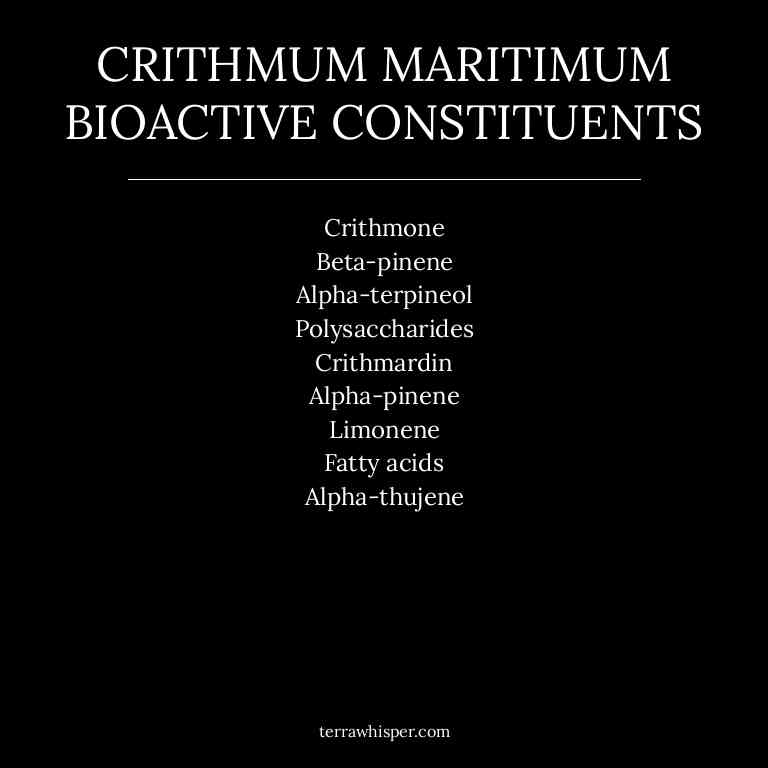 CRITHMUM MARITIMUM
BIOACTIVE CONSTITUENTS
Crithmone
Beta-pinene
Alpha-terpineol
Polysaccharides
Crithmardin
Alpha-pinene
Limonene
Fatty acids
Alpha-thujene
terrawhisper.com